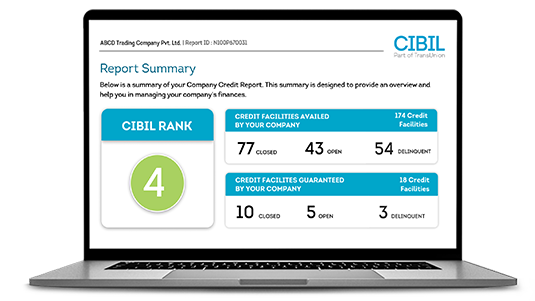 ABCD Trading Company Pvt. Ltd. | Report ID : N100P670031
CIBIL
Part of TransUnion
Report Summary
Below is a summary of your Company Credit Report. This summary is designed to provide an overview and
help you in managing your company's finances.
CIBIL RANK
4
CREDIT FACILITIES AVAILED
BY YOUR COMPANY
174 Credit
Facilities
77 CLOSED 43 OPEN 54 DELINQUENT
CREDIT FACILITES GUARANTEED
BY YOUR COMPANY
18 Credit
Facilities
10 CLOSED 5 OPEN 3 DELINQUENT